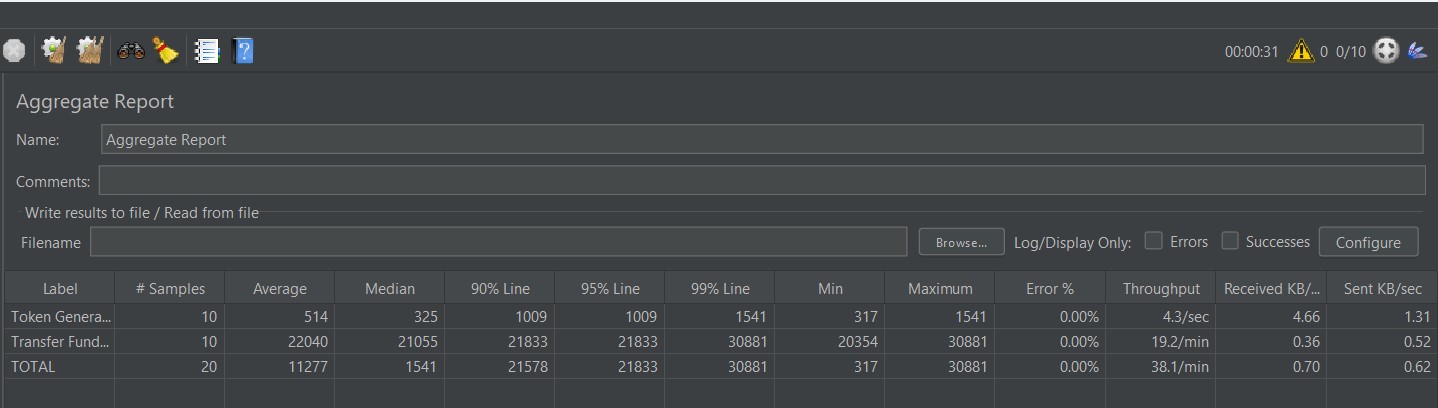 00:00:31 0 0/10
Aggregate Report
Name: Aggregate Report
Comments:
Write results to file / Read from file
Filename Browse... Log/Display Only: Errors Successes Configure
Label # Samples Average Median 90% Line 95% Line 99% Line Min Maximum Error % Throughput Received KB/... Sent KB/sec
Token Genera... 10 514 325 1009 1009 1541 317 1541 0.00% 4.3/sec 4.66 1.31
Transfer Fund... 10 22040 21055 21833 21833 30881 20354 30881 0.00% 19.2/min 0.36 0.52
TOTAL 20 11277 1541 21578 21833 30881 317 30881 0.00% 38.1/min 0.70 0.62